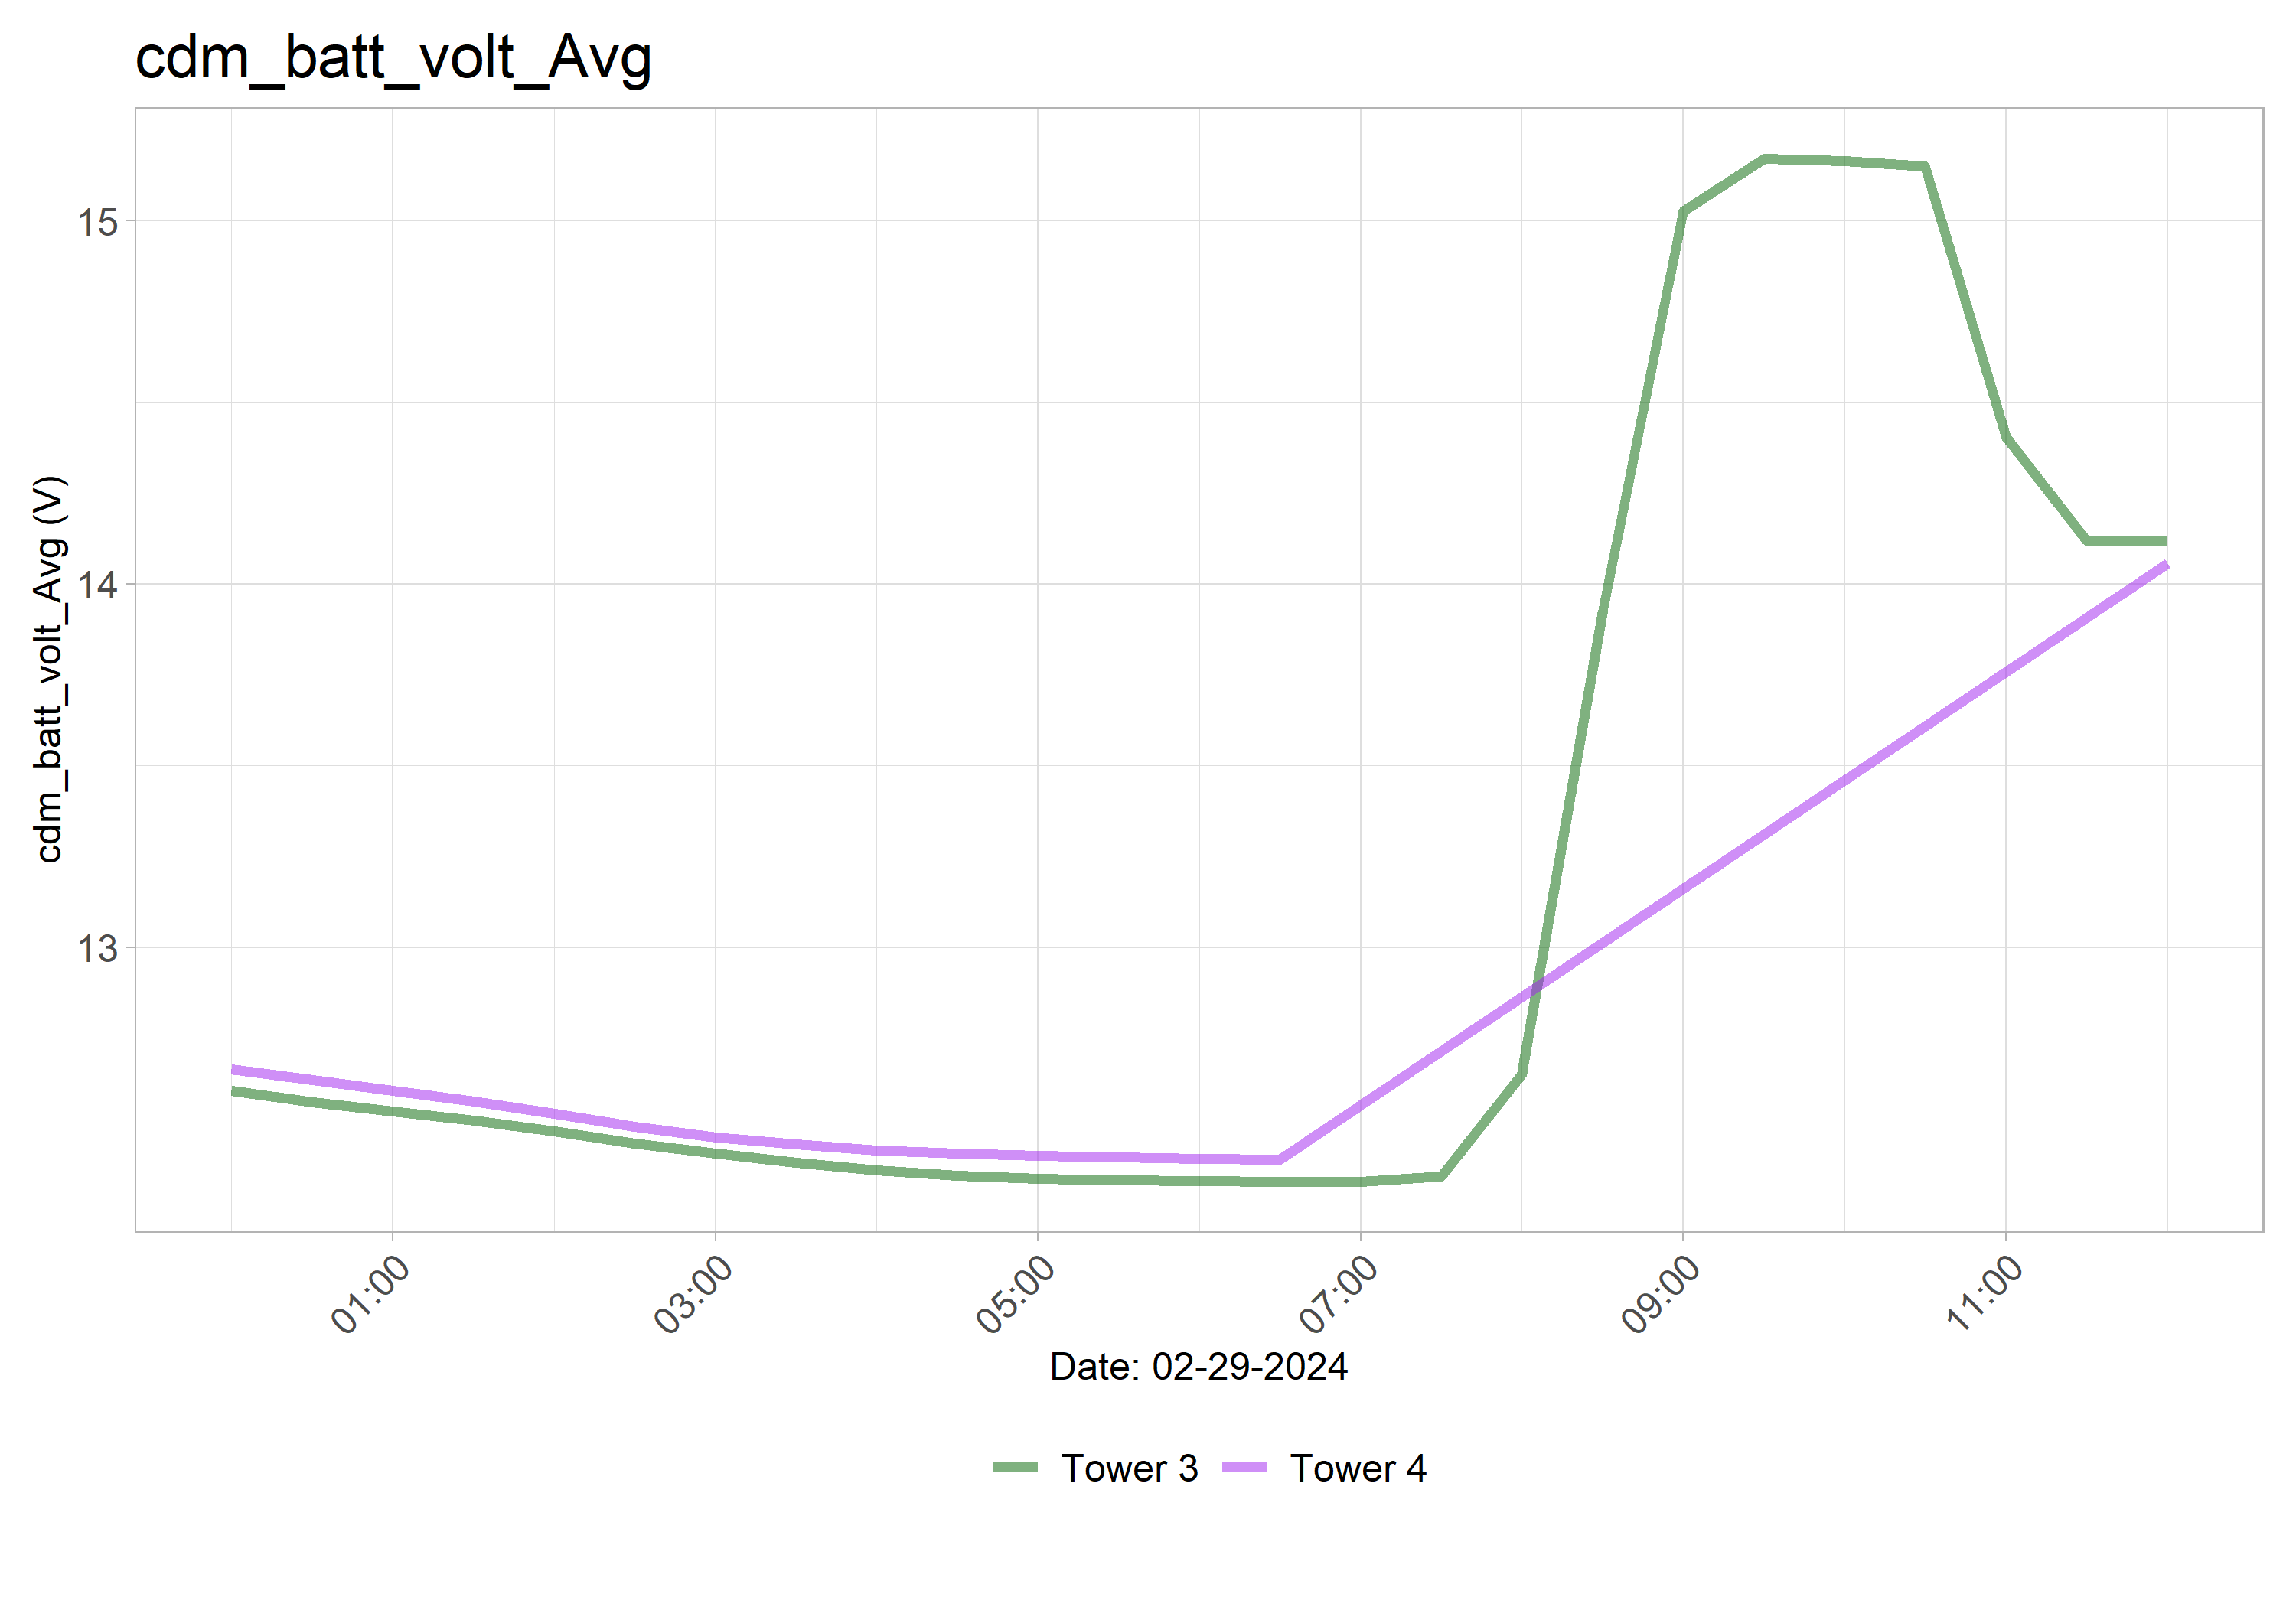 cdm_batt_volt_Avg
cdm_batt_volt_Avg (V)
15
14
13
01:00
03:00
05:00
07:00
09:00
11:00
Date: 02-29-2024
Tower 3
Tower 4